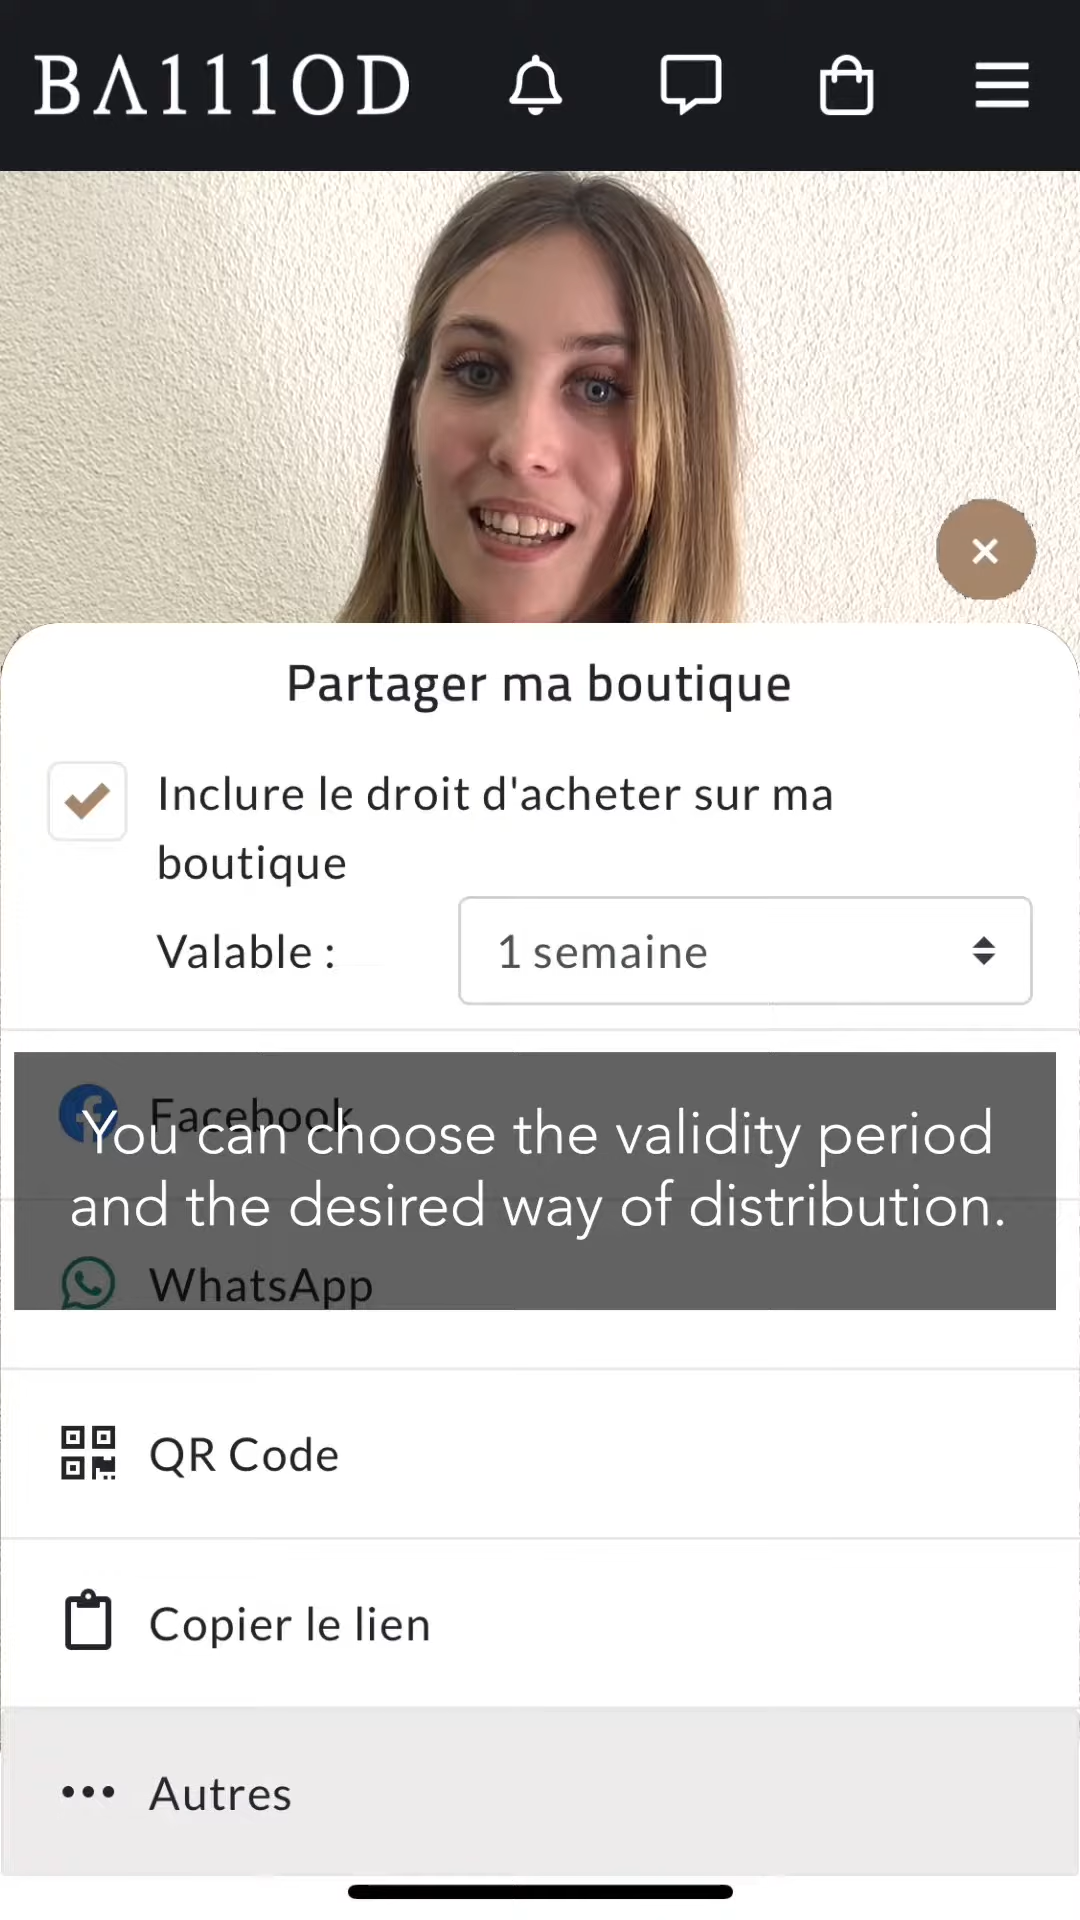 BA111OD
Partager ma boutique
Inclure le droit d'acheter sur ma
boutique
Valable :
1 semaine
Facebook
You can choose the validity period
and the desired way of distribution.
WhatsApp
QR Code
Copier le lien
Autres